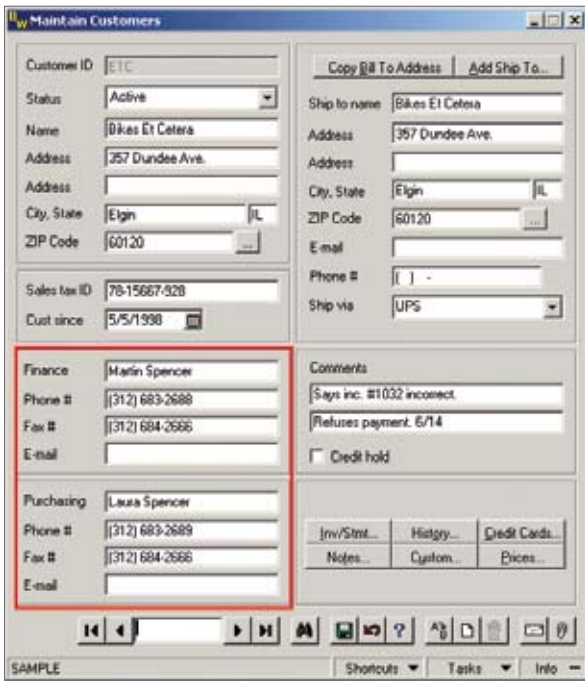 Maintain Customers
Customer ID ETC
Status Active
Name Bikes Et Cetera
Address 357 Dundee Ave.
Address
City, State Elgin IL
ZIP Code 60120 ...
Sales tax ID 78-15667-928
Cust since 5/5/1998
Finance Martin Spencer
Phone # (312) 683-2688
Fax # (312) 684-2666
E-mail
Purchasing Laura Spencer
Phone # (312) 683-2689
Fax # (312) 684-2666
E-mail
Copy Bill To Address Add Ship To...
Ship to name Bikes Et Cetera
Address 357 Dundee Ave.
Address
City, State Elgin IL
ZIP Code 60120 ...
E-mail
Phone # ( ) -
Ship via UPS
Comments
Says inc. #1032 incorrect.
Refuses payment. 6/14
Credit hold
Inv/Stmt... History... Credit Cards...
Notes... Custom... Prices...
SAMPLE Shortcuts Tasks Info